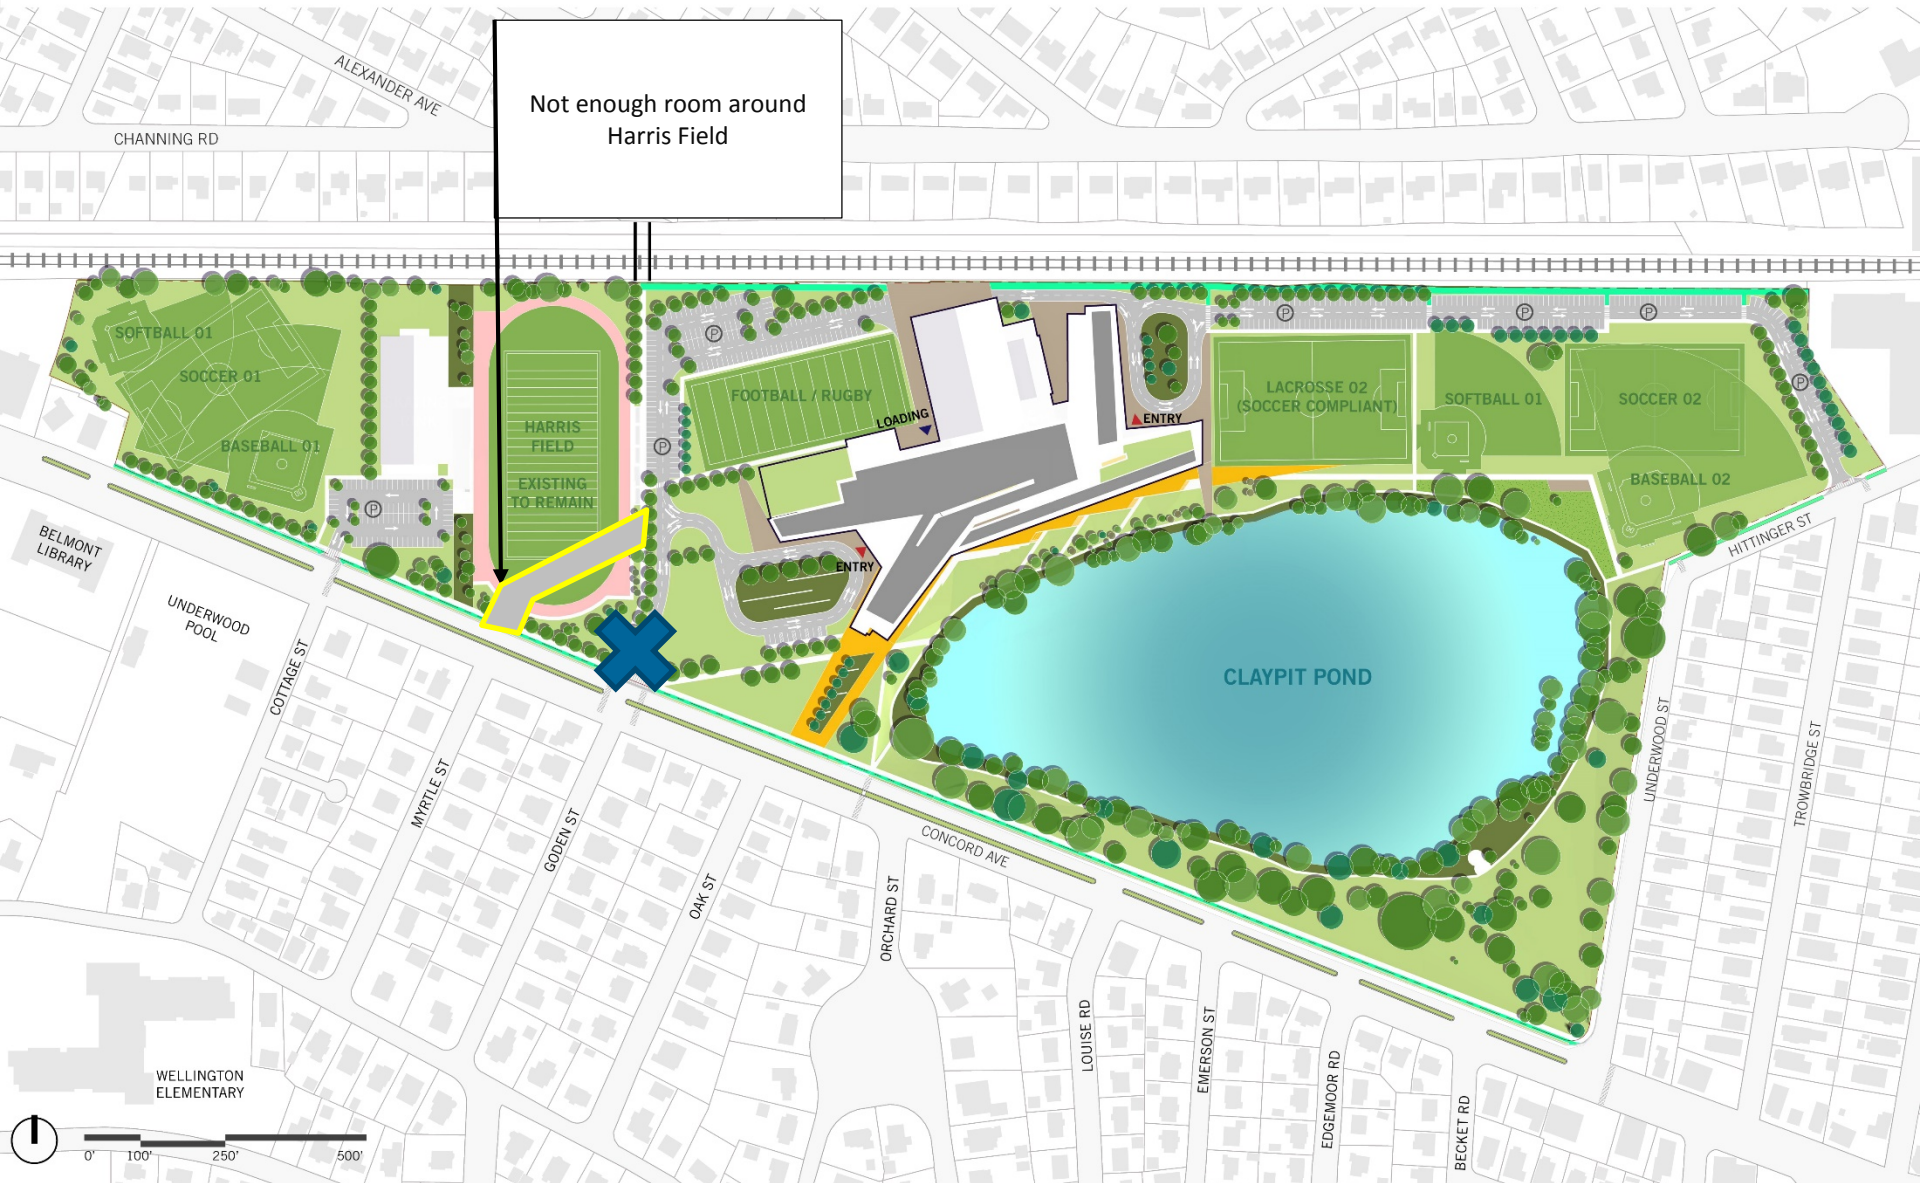 Not enough room around
Harris Field
ALEXANDER AVE
CHANNING RD
SOFTBALL 01
SOCCER 01
BASEBALL 01
P
HARRIS
FIELD
EXISTING
TO REMAIN
P
P
FOOTBALL / RUGBY
LOADING
ENTRY
ENTRY
P
P
P
P
LACROSSE 02
(SOCCER COMPLIANT)
SOFTBALL 01
SOCCER 02
BASEBALL 02
HITTINGER ST
BELMONT
LIBRARY
UNDERWOOD
POOL
COTTAGE ST
MYRTLE ST
GODEN ST
OAK ST
ORCHARD ST
CONCORD AVE
CLAYPIT POND
UNDERWOOD ST
TROWBRIDGE ST
LOUISE RD
EMERSON ST
EDGEMOOR RD
BECKET RD
WELLINGTON
ELEMENTARY
0' 100' 250' 500'